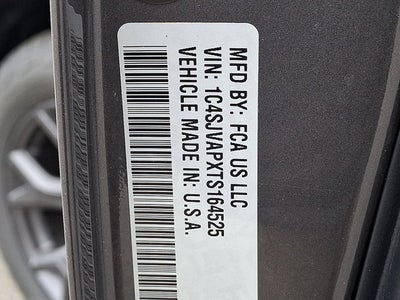 MFD BY: FCA US LLC
VIN: 1C4SJVAPXTS164525
VEHICLE MADE IN: U.S.A.